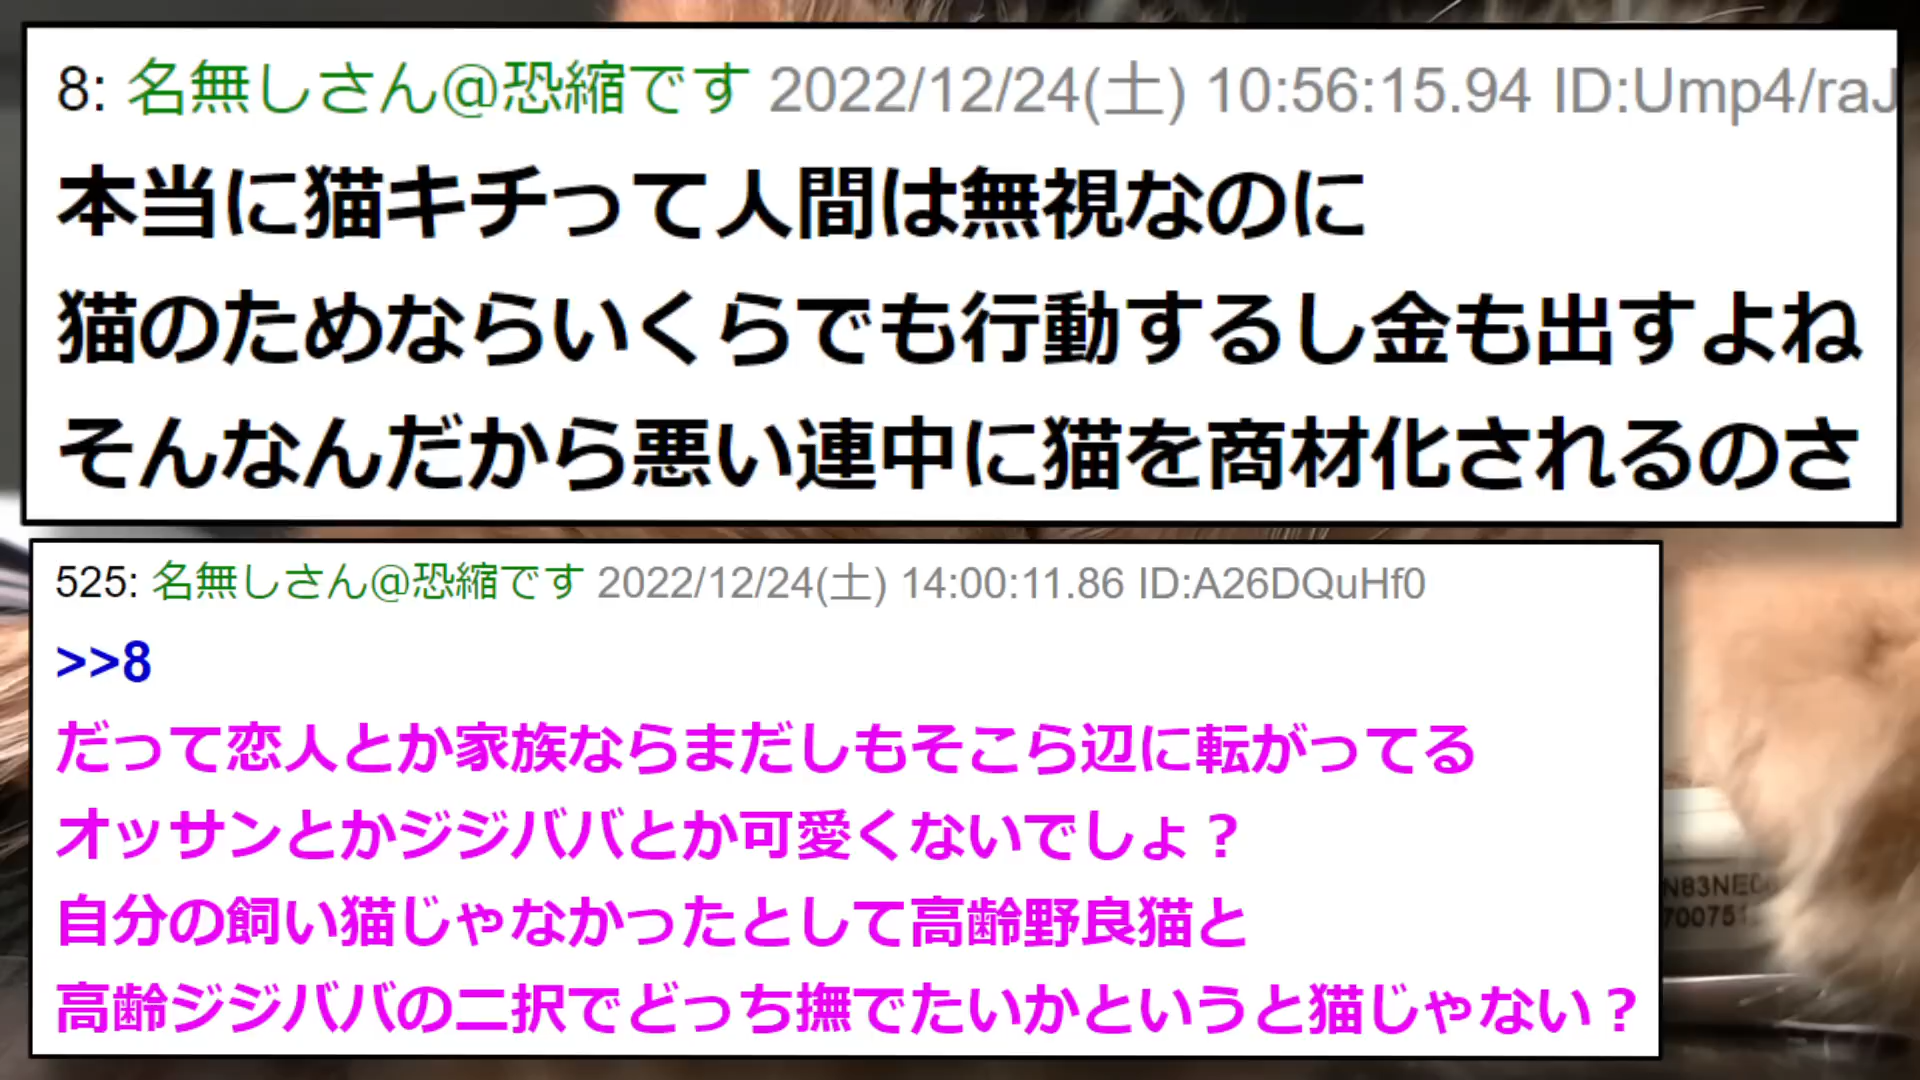 8: 名無しさん@恐縮です 2022/12/24(土) 10:56:15.94 ID:Ump4/raJ
本当に猫キチって人間は無視なのに
猫のためならいくらでも行動するし金も出すよね
そんなんだから悪い連中に猫を商材化されるのさ
525: 名無しさん@恐縮です 2022/12/24(土) 14:00:11.86 ID:A26DQuHf0
>>8
だって恋人とか家族ならまだしもそこら辺に転がってる
オッサンとかジジババとか可愛くないでしょ？
自分の飼い猫じゃなかったとして高齢野良猫と
高齢ジジババの二択でどっち撫でたいかというと猫じゃない？